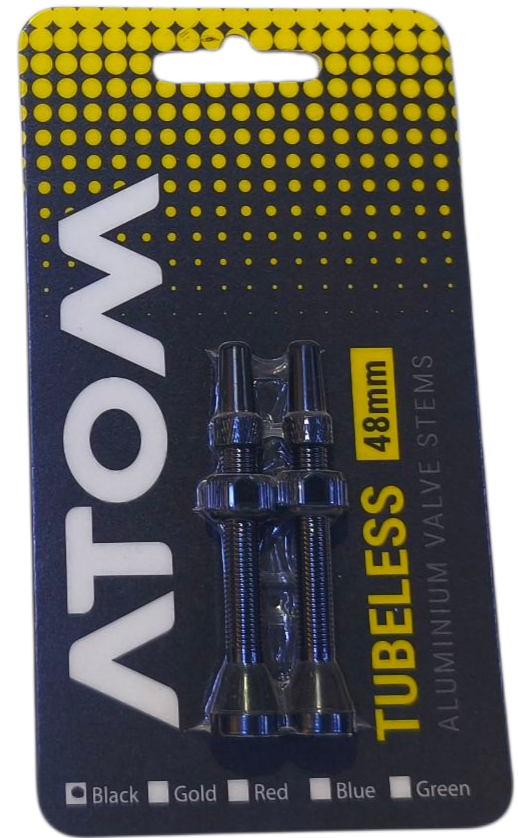 ATOM
TUBELESS 48mm
ALUMINIUM VALVE STEMS
Black Gold Red Blue Green